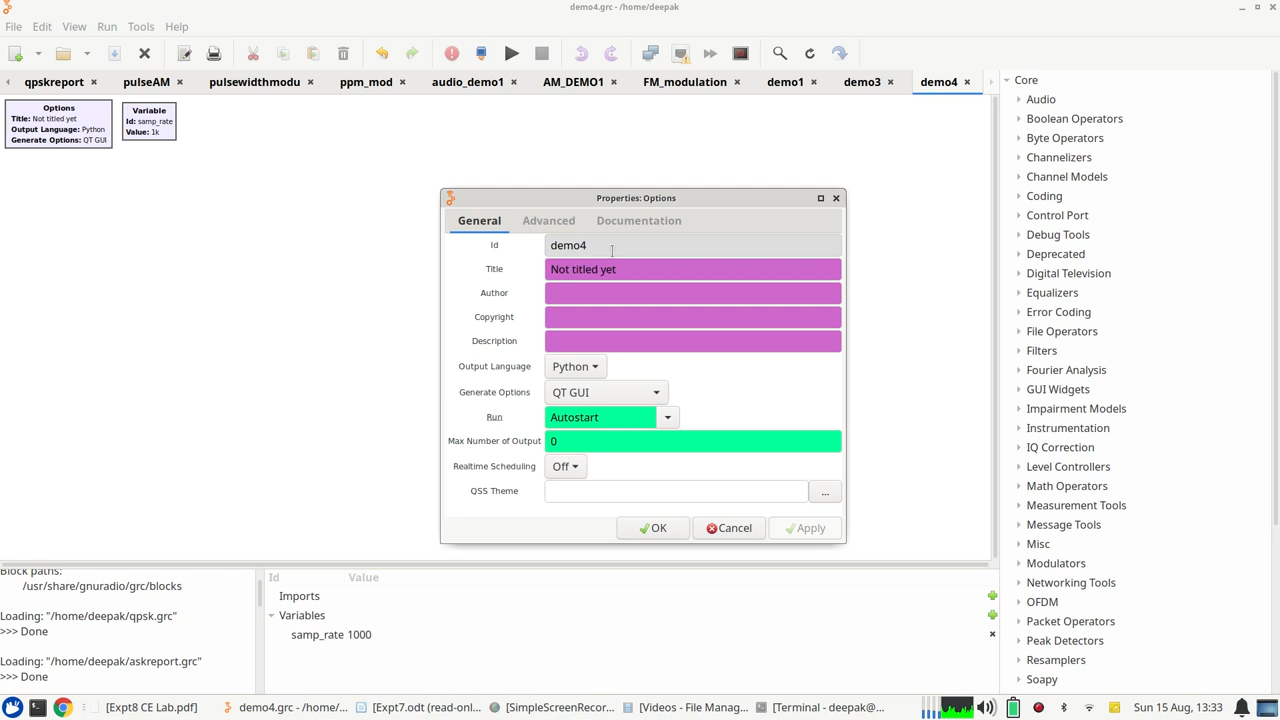 demo4.grc - /home/deepak
File Edit View Run Tools Help
qpskreport pulseAM pulsewidthmodu ppm_mod audio_demo1 AM_DEMO1 FM_modulation demo1 demo3 demo4
Options
Title: Not titled yet
Output Language: Python
Generate Options: QT GUI
Variable
Id: samp_rate
Value: 1k
Properties: Options
General Advanced Documentation
Id demo4
Title Not titled yet
Author
Copyright
Description
Output Language Python
Generate Options QT GUI
Run Autostart
Max Number of Output 0
Realtime Scheduling Off
QSS Theme ...
OK Cancel Apply
Core
Audio
Boolean Operators
Byte Operators
Channelizers
Channel Models
Coding
Control Port
Debug Tools
Deprecated
Digital Television
Equalizers
Error Coding
File Operators
Filters
Fourier Analysis
GUI Widgets
Impairment Models
Instrumentation
IQ Correction
Level Controllers
Math Operators
Measurement Tools
Message Tools
Misc
Modulators
Networking Tools
OFDM
Packet Operators
Peak Detectors
Resamplers
Soapy
Block paths:
/usr/share/gnuradio/grc/blocks
Loading: "/home/deepak/qpsk.grc"
>>> Done
Loading: "/home/deepak/askreport.grc"
>>> Done
Id Value
Imports
Variables
samp_rate 1000
[Expt8 CE Lab.pdf] demo4.grc - /home/... [Expt7.odt (read-onl... [SimpleScreenRecor... [Videos - File Manag... [Terminal - deepak@... Sun 15 Aug, 13:33